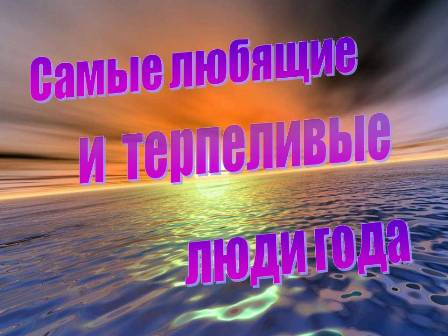 Самые любящие
и терпеливые
люди года